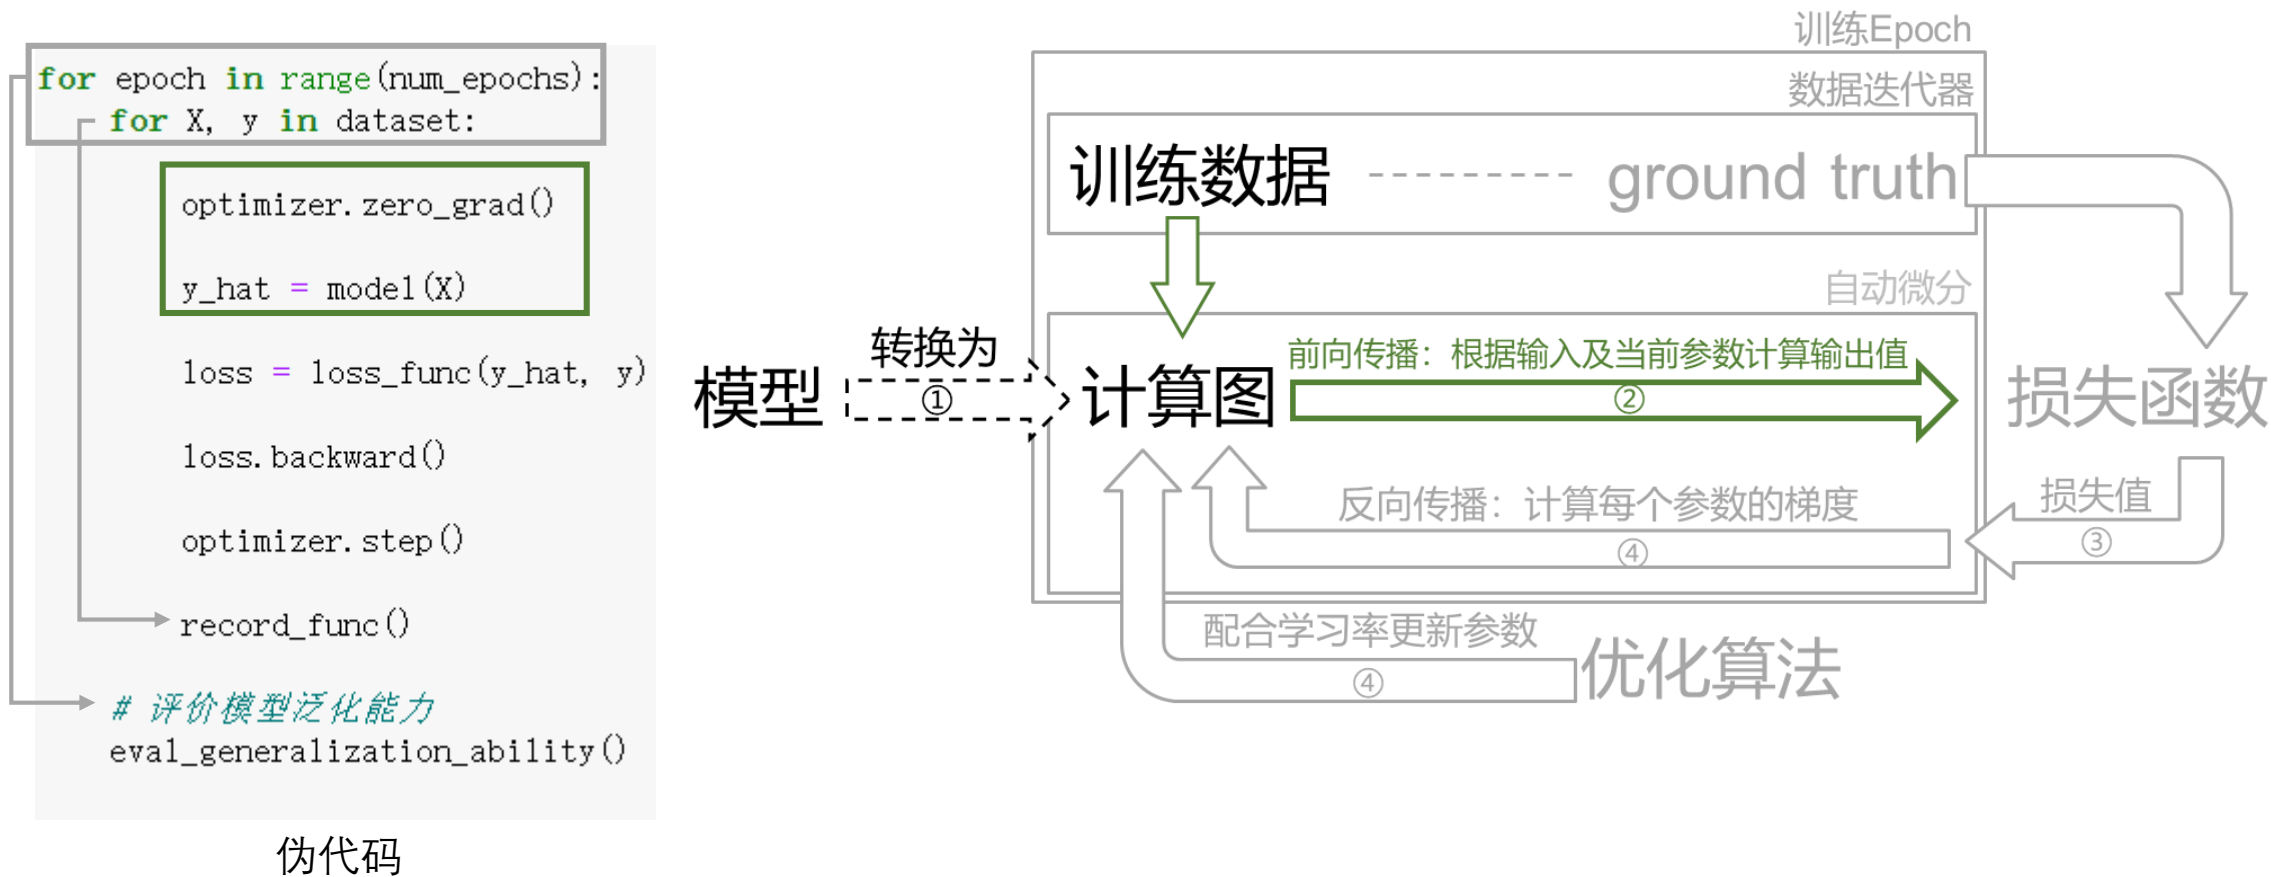 for epoch in range(num_epochs):
for X, y in dataset:
optimizer.zero_grad()
y_hat = model(X)
loss = loss_func(y_hat, y)
loss.backward()
optimizer.step()
record_func()
# 评价模型泛化能力
eval_generalization_ability()
伪代码
训练Epoch
数据迭代器
训练数据
ground truth
自动微分
模型
转换为
①
计算图
前向传播：根据输入及当前参数计算输出值
②
损失函数
损失值
③
反向传播：计算每个参数的梯度
④
配合学习率更新参数
④
优化算法